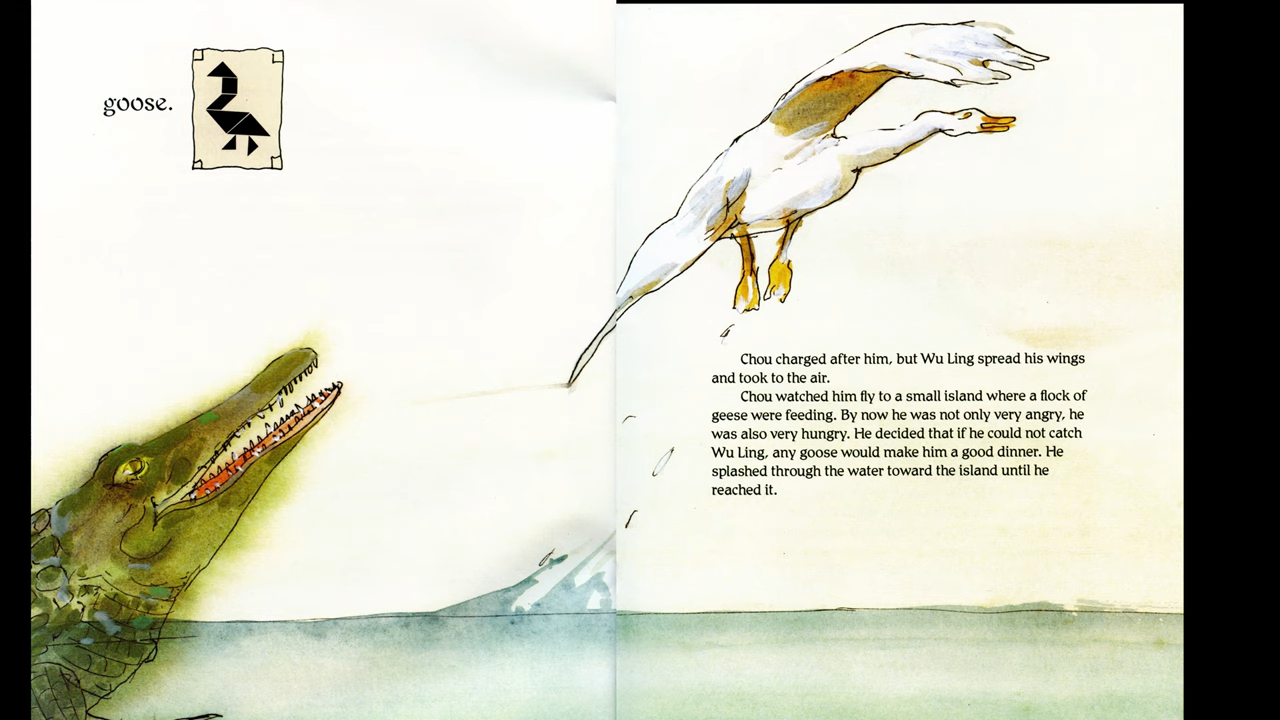 goose.
Chou charged after him, but Wu Ling spread his wings
and took to the air.
Chou watched him fly to a small island where a flock of
geese were feeding. By now he was not only very angry, he
was also very hungry. He decided that if he could not catch
Wu Ling, any goose would make him a good dinner. He
splashed through the water toward the island until he
reached it.